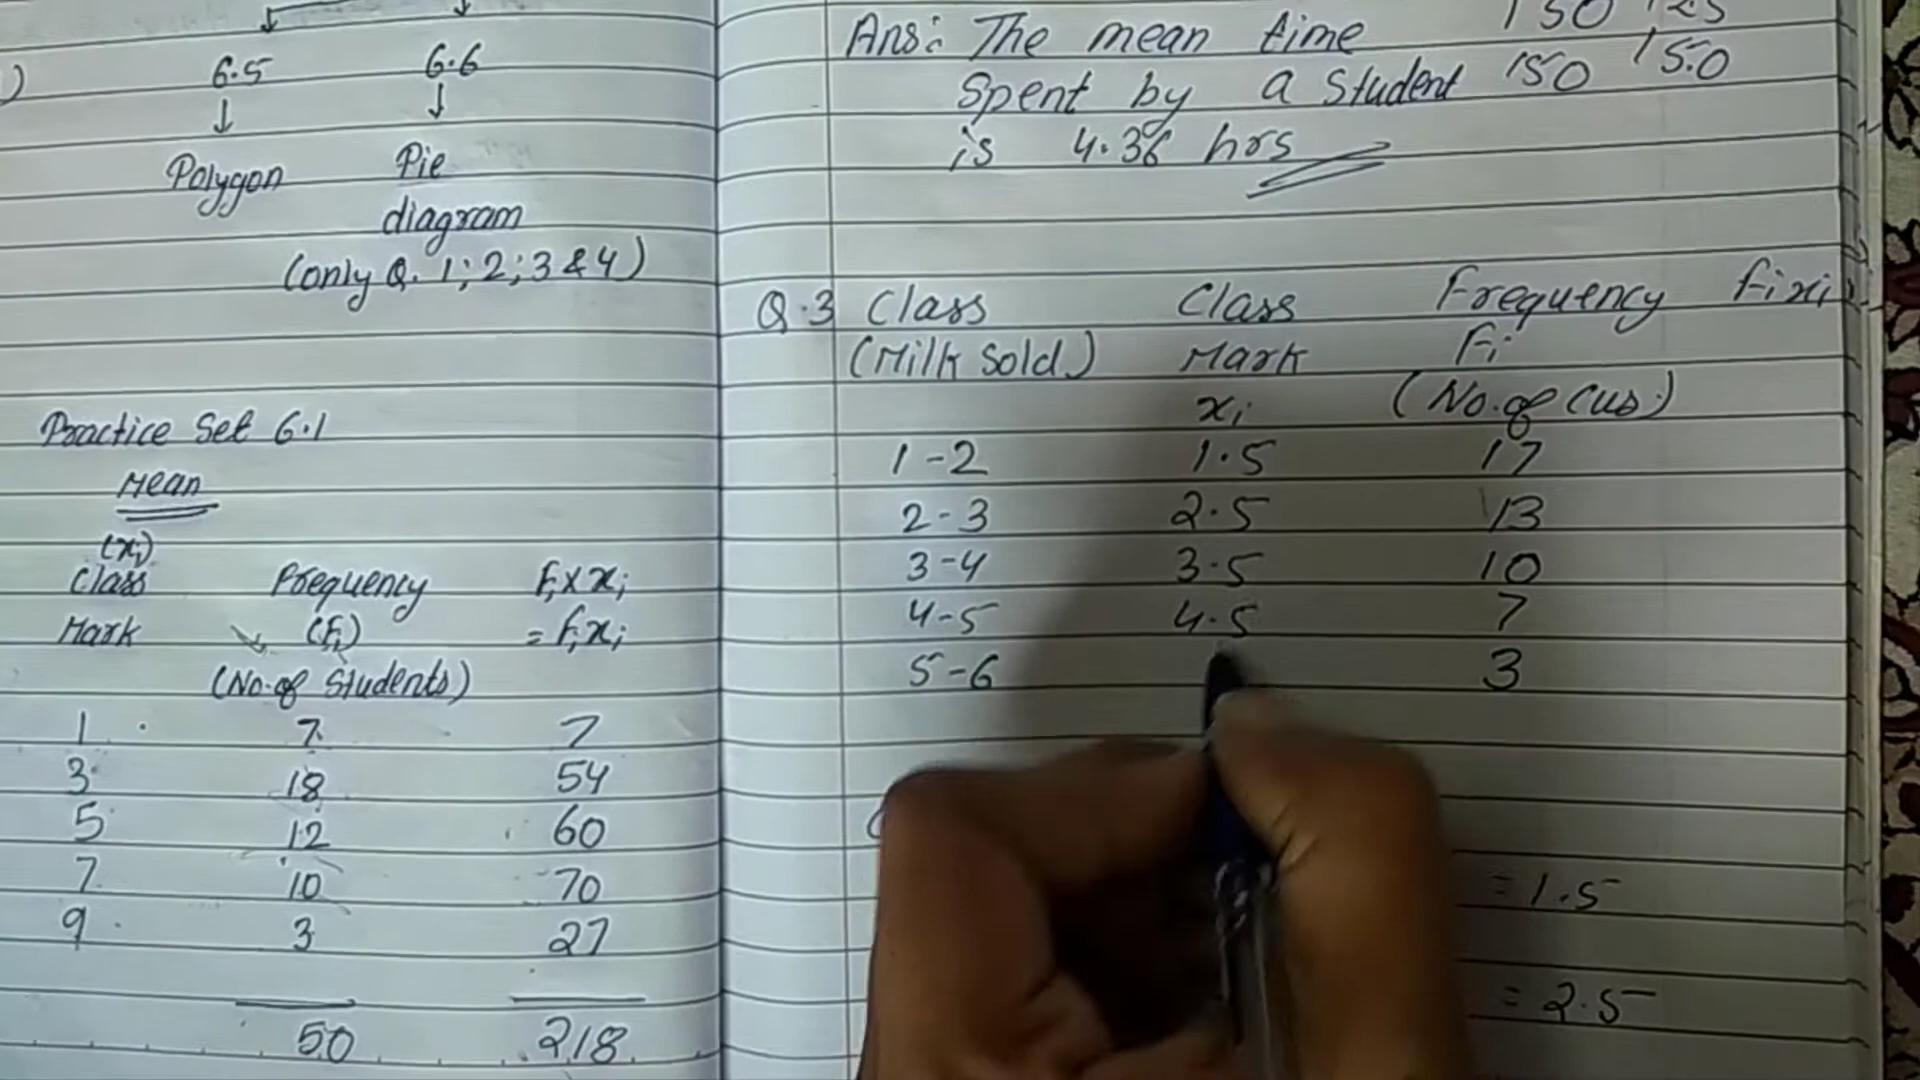 6.5 6.6
Polygon Pie
diagram
(only Q. 1; 2; 3 & 4)
Practice Set 6.1
Mean
(xi)
Class Frequency Fi x xi
Mark (Fi) = fixi
(No. of Students)
1 7 7
3 18 54
5 12 60
7 10 70
9 3 27
50 218
Ans: The mean time
Spent by a Student 150 150
is 4.36 hrs
Q.3 Class Class Frequency fixi
(Milk Sold) Mark Fi
xi (No. of Cus.)
1-2 1.5 17
2-3 2.5 13
3-4 3.5 10
4-5 4.5 7
5-6 3
= 1.5
= 2.5